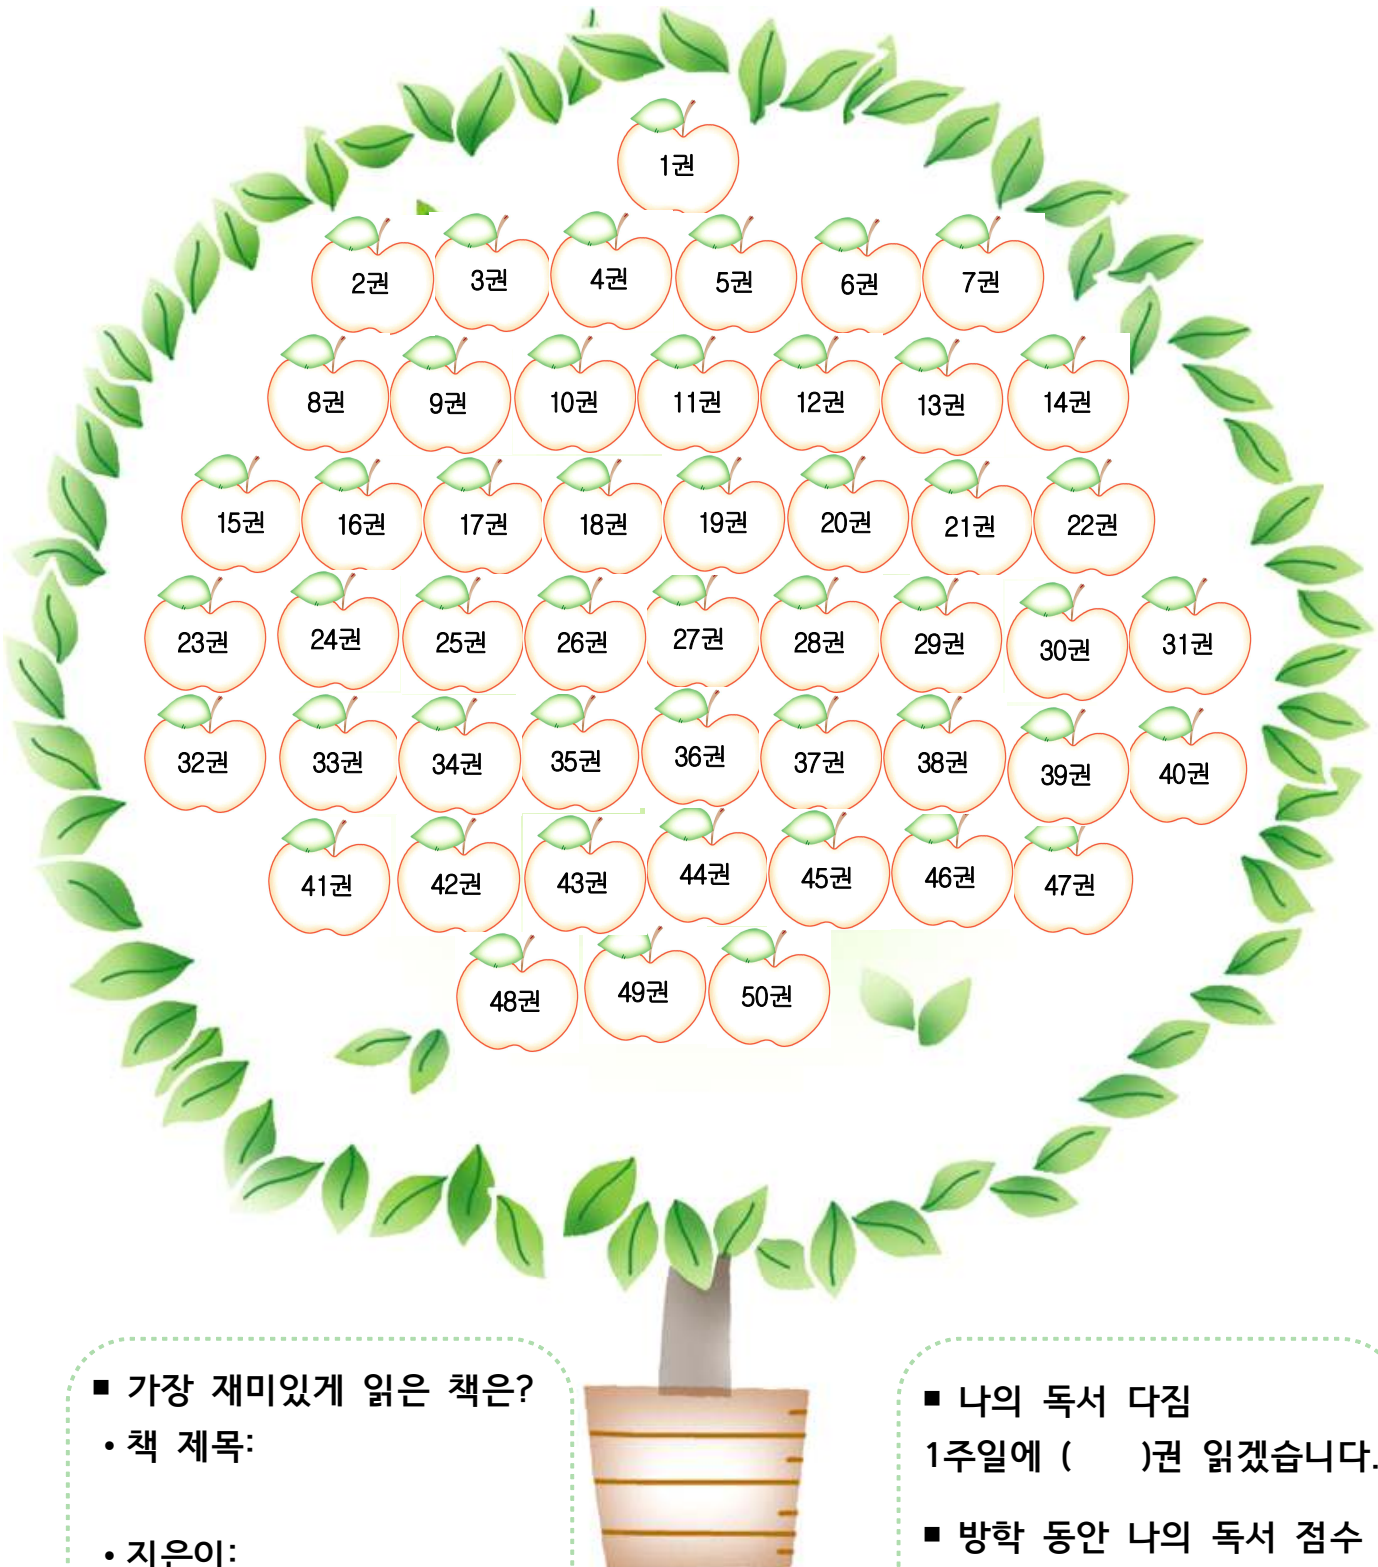 1권
2권 3권 4권 5권 6권 7권
8권 9권 10권 11권 12권 13권 14권
15권 16권 17권 18권 19권 20권 21권 22권
23권 24권 25권 26권 27권 28권 29권 30권 31권
32권 33권 34권 35권 36권 37권 38권 39권 40권
41권 42권 43권 44권 45권 46권 47권
48권 49권 50권
■ 가장 재미있게 읽은 책은?
• 책 제목:
• 지은이:
■ 나의 독서 다짐
1주일에 (    )권 읽겠습니다.
■ 방학 동안 나의 독서 점수